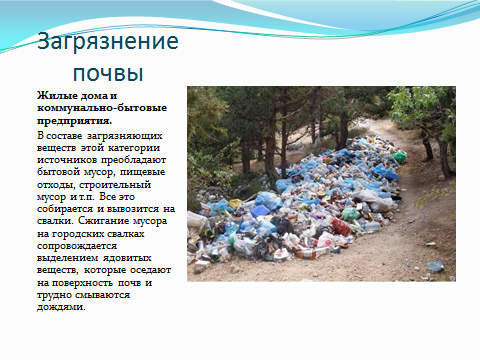 Загрязнение
почвы
Жилые дома и
коммунально-бытовые
предприятия.
В составе загрязняющих
веществ этой категории
источников преобладают
бытовой мусор, пищевые
отходы, строительный
мусор и т.п. Все это
собирается и вывозится на
свалки. Сжигание мусора
на городских свалках
сопровождается
выделением ядовитых
веществ, которые оседают
на поверхность почв и
трудно смываются
дождями.